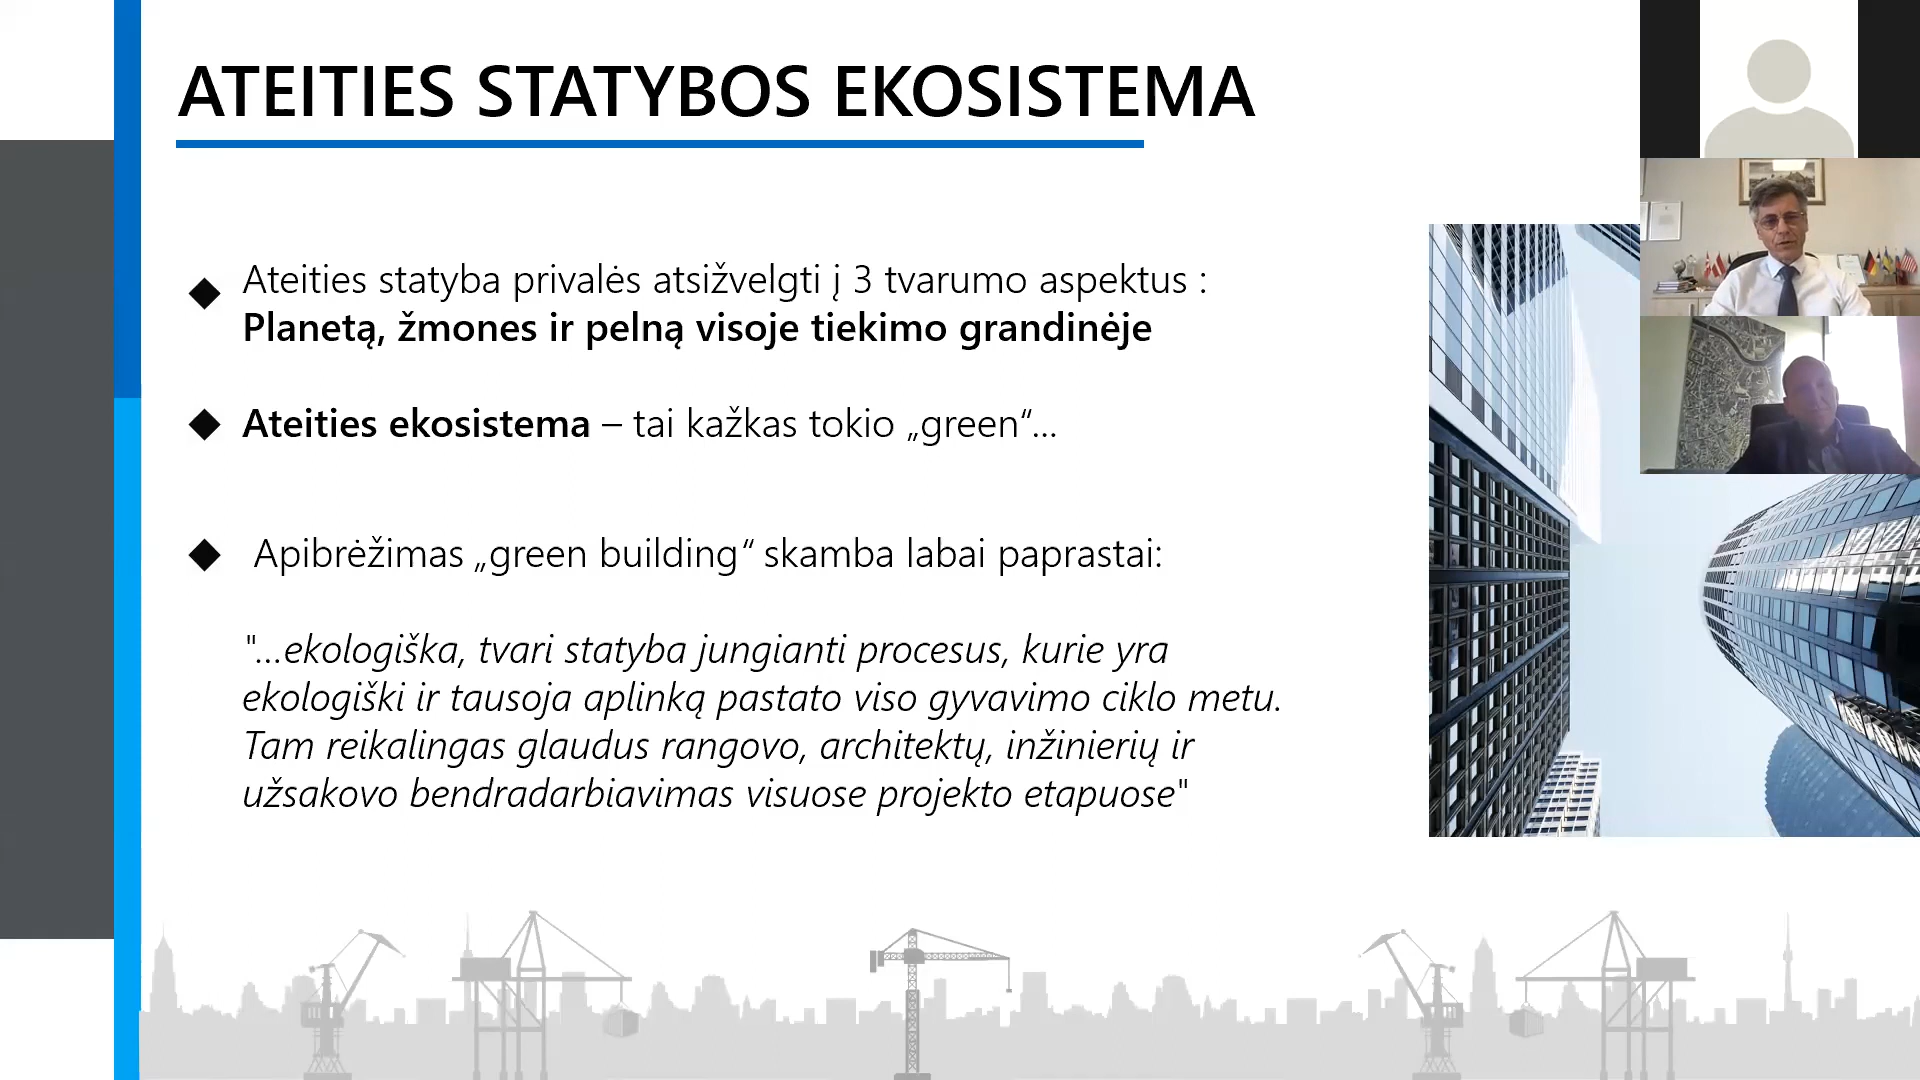 ATEITIES STATYBOS EKOSISTEMA
Ateities statyba privalės atsižvelgti į 3 tvarumo aspektus :
Planetą, žmones ir pelną visoje tiekimo grandinėje
Ateities ekosistema – tai kažkas tokio „green“...
Apibrėžimas „green building“ skamba labai paprastai:
"...ekologiška, tvari statyba jungianti procesus, kurie yra
ekologiški ir tausoja aplinką pastato viso gyvavimo ciklo metu.
Tam reikalingas glaudus rangovo, architektų, inžinierių ir
užsakovo bendradarbiavimas visuose projekto etapuose"